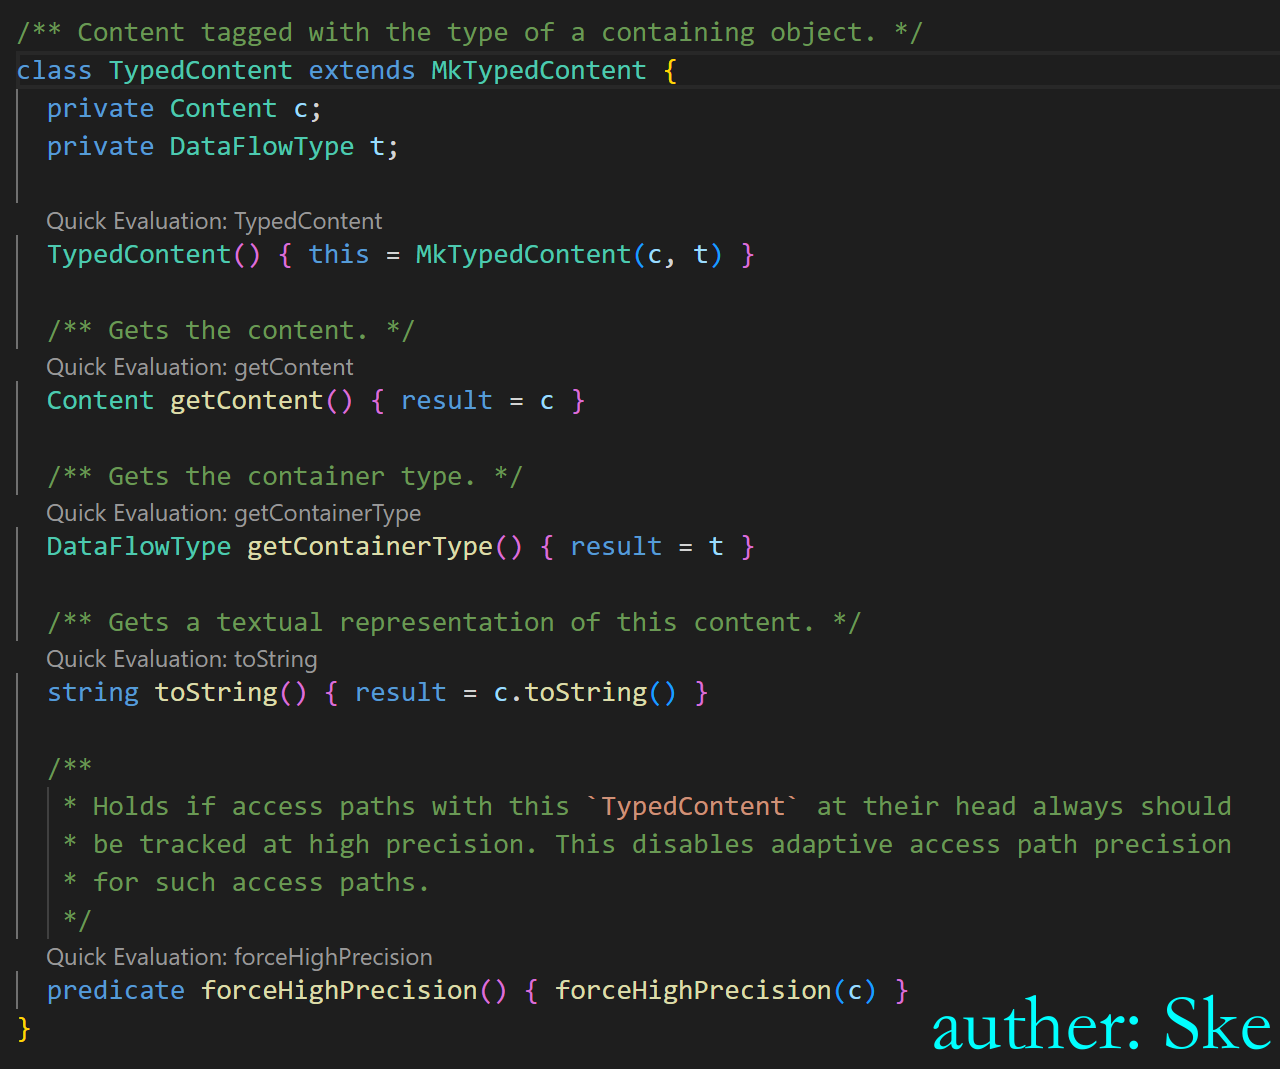 /** Content tagged with the type of a containing object. */
class TypedContent extends MkTypedContent {
  private Content c;
  private DataFlowType t;
  Quick Evaluation: TypedContent
  TypedContent() { this = MkTypedContent(c, t) }
  /** Gets the content. */
  Quick Evaluation: getContent
  Content getContent() { result = c }
  /** Gets the container type. */
  Quick Evaluation: getContainerType
  DataFlowType getContainerType() { result = t }
  /** Gets a textual representation of this content. */
  Quick Evaluation: toString
  string toString() { result = c.toString() }
  /**
   * Holds if access paths with this `TypedContent` at their head always should
   * be tracked at high precision. This disables adaptive access path precision
   * for such access paths.
   */
  Quick Evaluation: forceHighPrecision
  predicate forceHighPrecision() { forceHighPrecision(c) }
}
auther: Ske